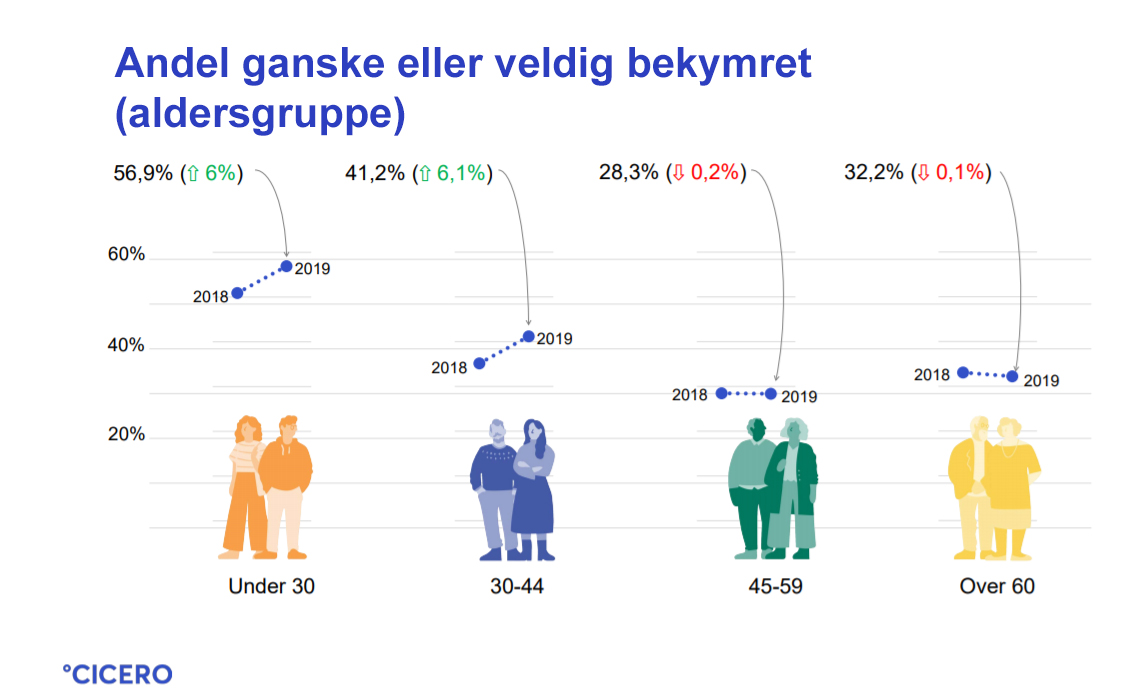 Andel ganske eller veldig bekymret
(aldersgruppe)
56,9% (⇧ 6%)
41,2% (⇧ 6,1%)
28,3% (⇩ 0,2%)
32,2% (⇩ 0,1%)
60%
2018
2019
40%
2018
2019
2018
2019
2018
2019
20%
Under 30
30-44
45-59
Over 60
°CICERO